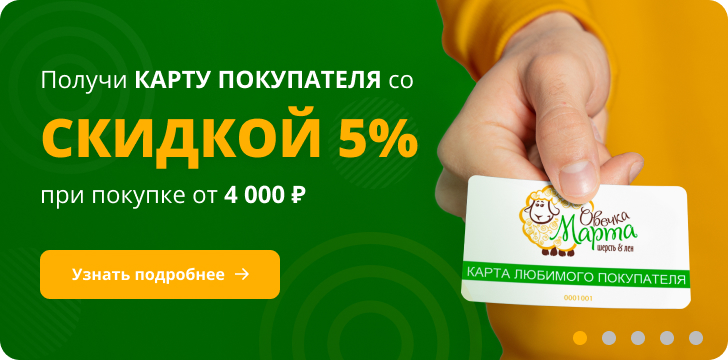 Получи КАРТУ ПОКУПАТЕЛЯ со
СКИДКОЙ 5%
при покупке от 4 000 ₽
Узнать подробнее →
Овечка
Марта
шерсть & лен
КАРТА ЛЮБИМОГО ПОКУПАТЕЛЯ
0001001